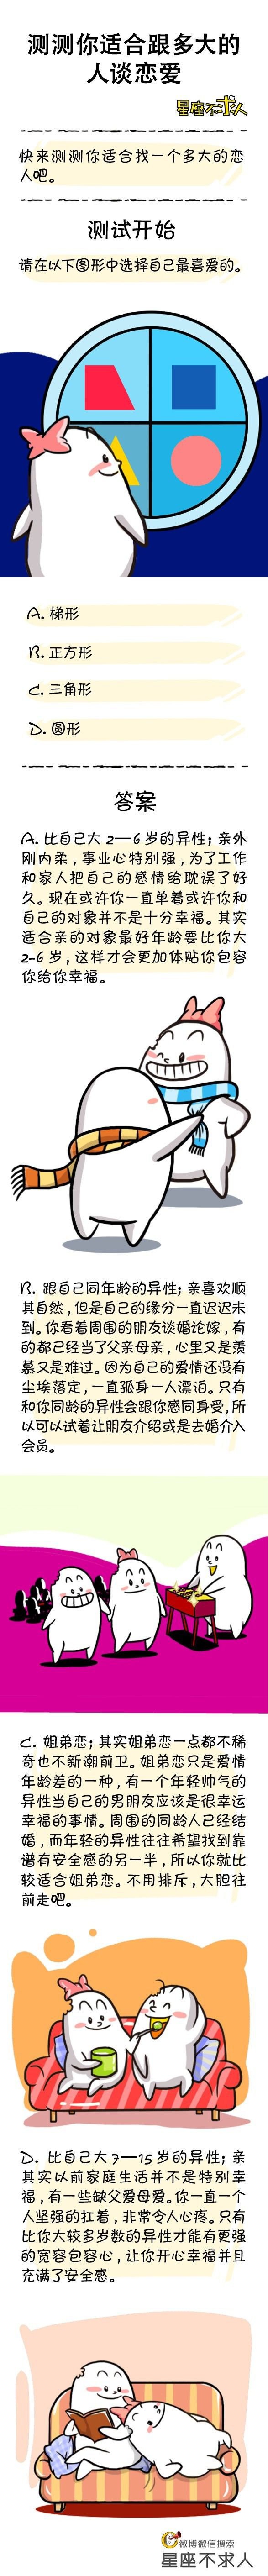 测测你适合跟多大的
人谈恋爱
星座不求人
快来测测你适合找一个多大的恋
人吧。
测试开始
请在以下图形中选择自己最喜爱的。
A. 梯形
B. 正方形
C. 三角形
D. 圆形
答案
A. 比自己大 2—6 岁的异性；亲外
刚内柔，事业心特别强，为了工作
和家人把自己的感情给耽误了好
久。现在或许你一直单着或许你和
自己的对象并不是十分幸福。其实
适合亲的对象最好年龄要比你大
2-6 岁，这样才会更加体贴你包容
你给你幸福。
B. 跟自己同年龄的异性；亲喜欢顺
其自然，但是自己的缘分一直迟迟未
到。你看着周围的朋友谈婚论嫁，有
的都已经当了父亲母亲，心里又是羡
慕又是难过。因为自己的爱情还没有
尘埃落定，一直孤身一人漂泊。只有
和你同龄的异性会跟你感同身受，所
以可以试着让朋友介绍或是去婚介入
会员。
C. 姐弟恋；其实姐弟恋一点都不稀
奇也不新潮前卫。姐弟恋只是爱情
年龄差的一种，有一个年轻帅气的
异性当自己的男朋友应该是很幸运
幸福的事情。周围的同龄人已经结
婚，而年轻的异性往往希望找到靠
谱有安全感的另一半，所以你就比
较适合姐弟恋。不用排斥，大胆往
前走吧。
D. 比自己大 7—15 岁的异性；亲
其实以前家庭生活并不是特别幸
福，有一些缺父爱母爱。你一直一个
人坚强的扛着，非常令人心疼。只有
比你大较多岁数的异性才能有更强
的宽容包容心，让你开心幸福并且
充满了安全感。
微博微信搜索
星座不求人